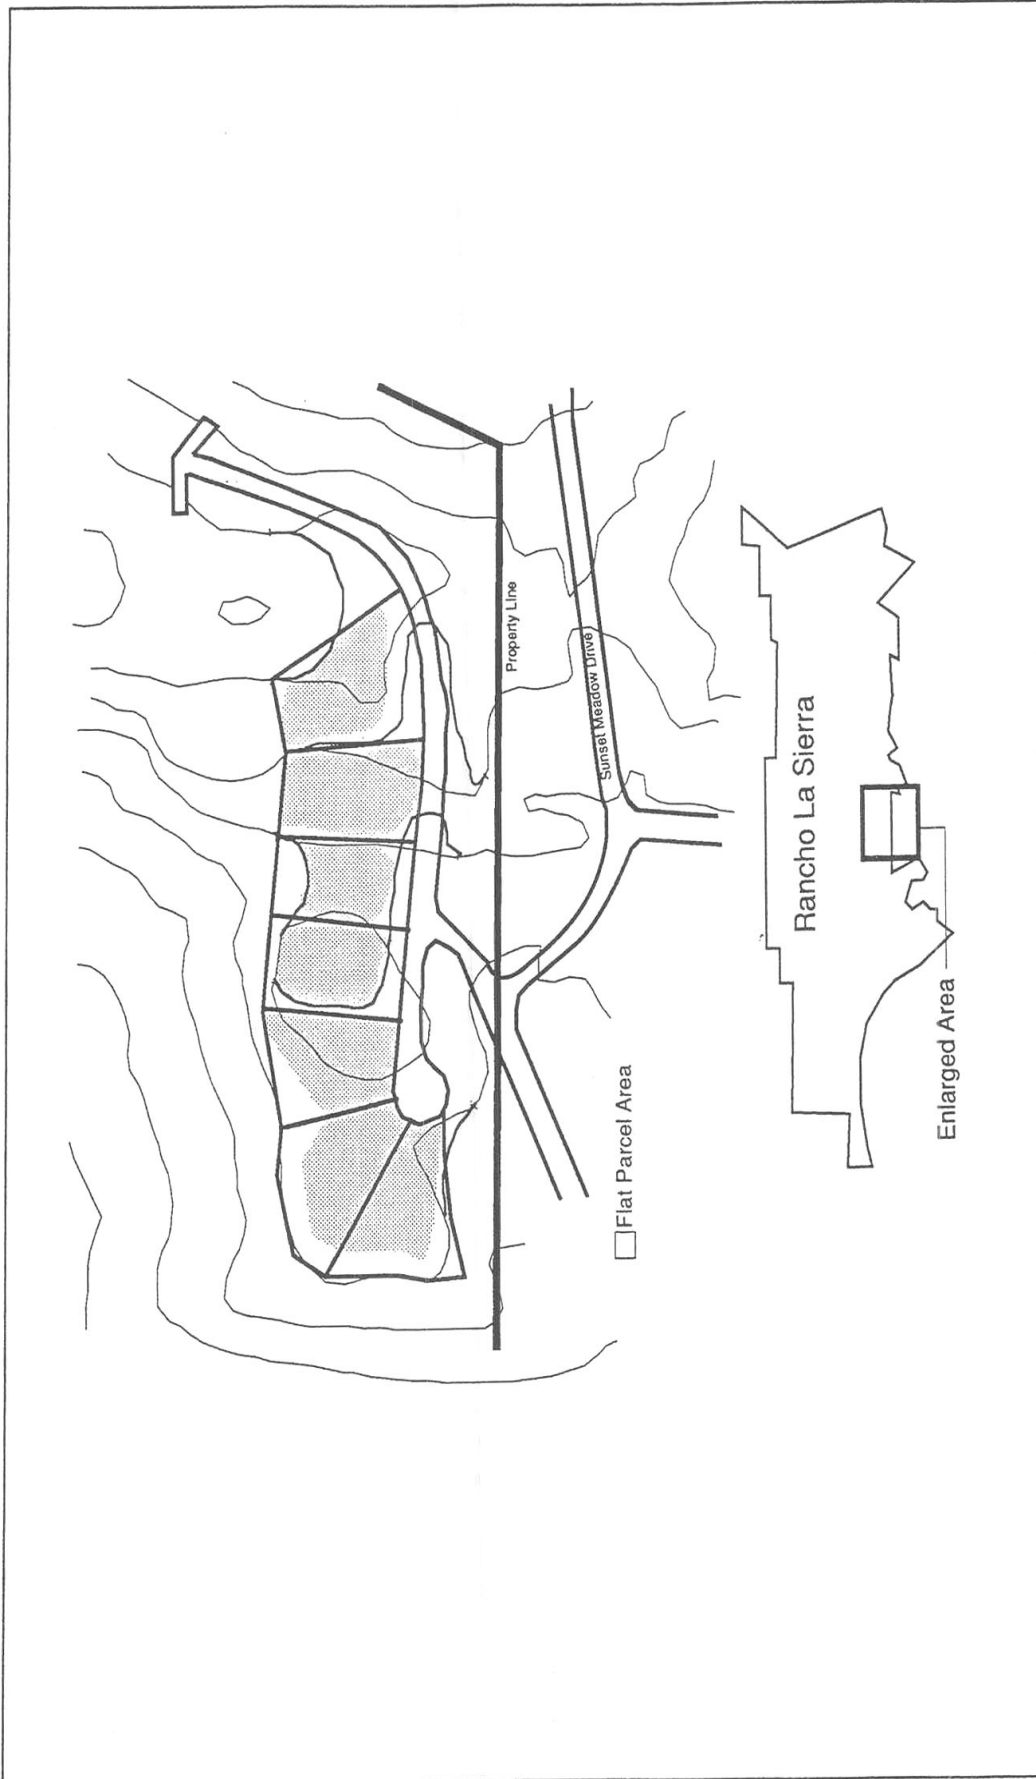 Property Line
Sunset Meadow Drive
Flat Parcel Area
Rancho La Sierra
Enlarged Area